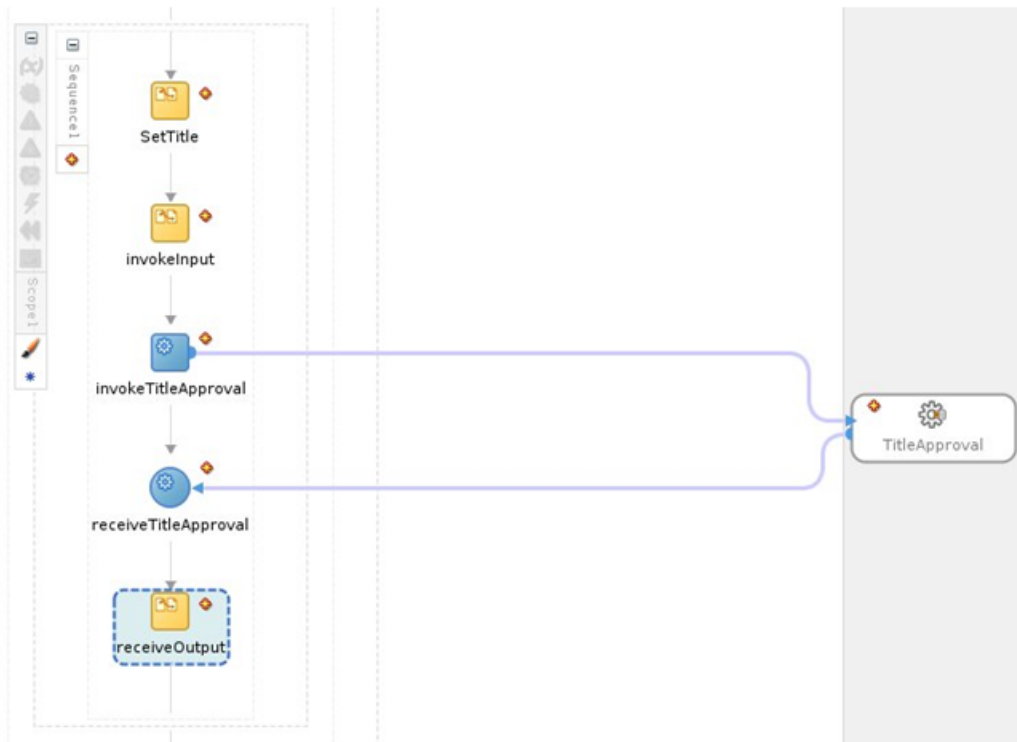 Sequence1
Scope1
SetTitle
invokeInput
invokeTitleApproval
TitleApproval
receiveTitleApproval
receiveOutput